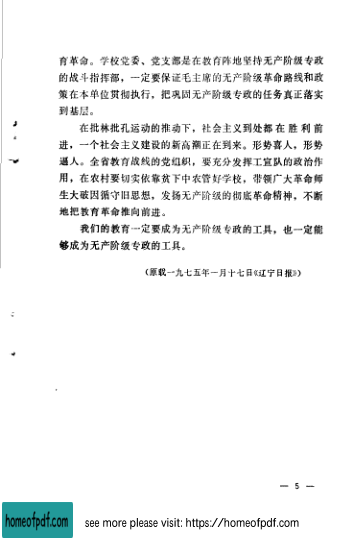 育革命。学校党委、党支部是在教育阵地坚持无产阶级专政
的战斗指挥部，一定要保证毛主席的无产阶级革命路线和政
策在本单位贯彻执行，把巩固无产阶级专政的任务真正落实
到基层。
在批林批孔运动的推动下，社会主义到处都在胜利前
进，一个社会主义建设的新高潮正在到来。形势喜人，形势
逼人。全省教育战线的党组织，要充分发挥工宣队的政治作
用，在农村要切实依靠贫下中农管好学校，带领广大革命师
生大破因循守旧思想，发扬无产阶级的彻底革命精神，不断
地把教育革命推向前进。
我们的教育一定要成为无产阶级专政的工具，也一定能
够成为无产阶级专政的工具。
（原载一九七五年一月十七日《辽宁日报》）
— 5 —
homeofpdf.com
see more please visit: https://homeofpdf.com